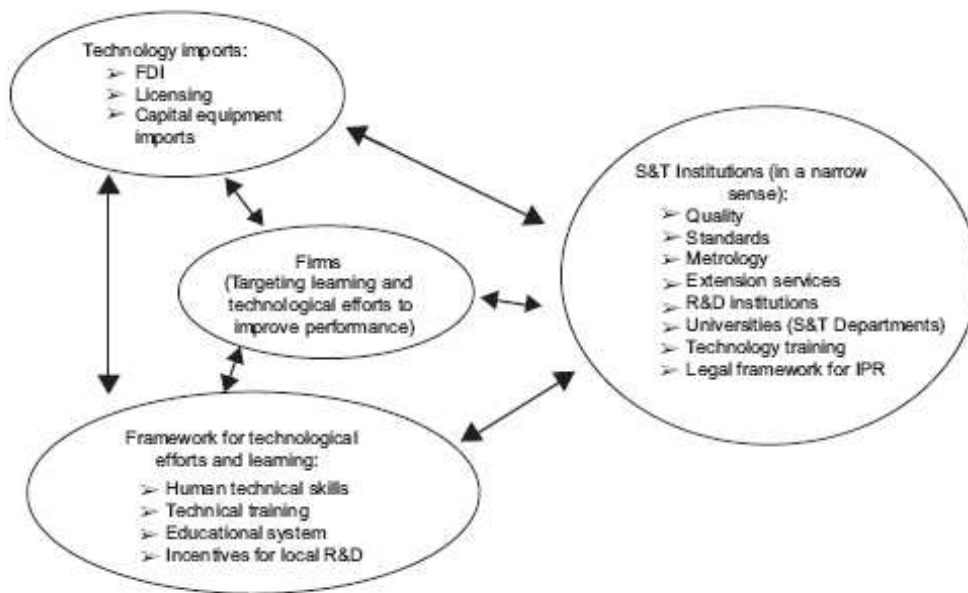 Technology imports:
➢ FDI
➢ Licensing
➢ Capital equipment
imports
S&T Institutions (in a narrow
sense):
➢ Quality
➢ Standards
➢ Metrology
➢ Extension services
➢ R&D Institutions
➢ Universities (S&T Departments)
➢ Technology training
➢ Legal framework for IPR
Firms
(Targeting learning and
technological efforts to
improve performance)
Framework for technological
efforts and learning:
➢ Human technical skills
➢ Technical training
➢ Educational system
➢ Incentives for local R&D